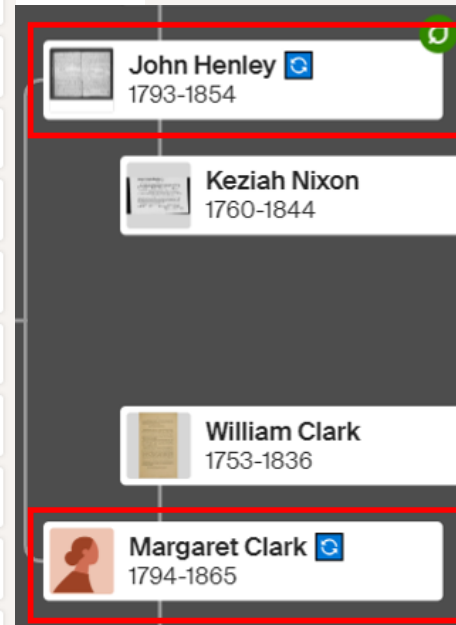 John Henley
1793-1854
Keziah Nixon
1760-1844
William Clark
1753-1836
Margaret Clark
1794-1865